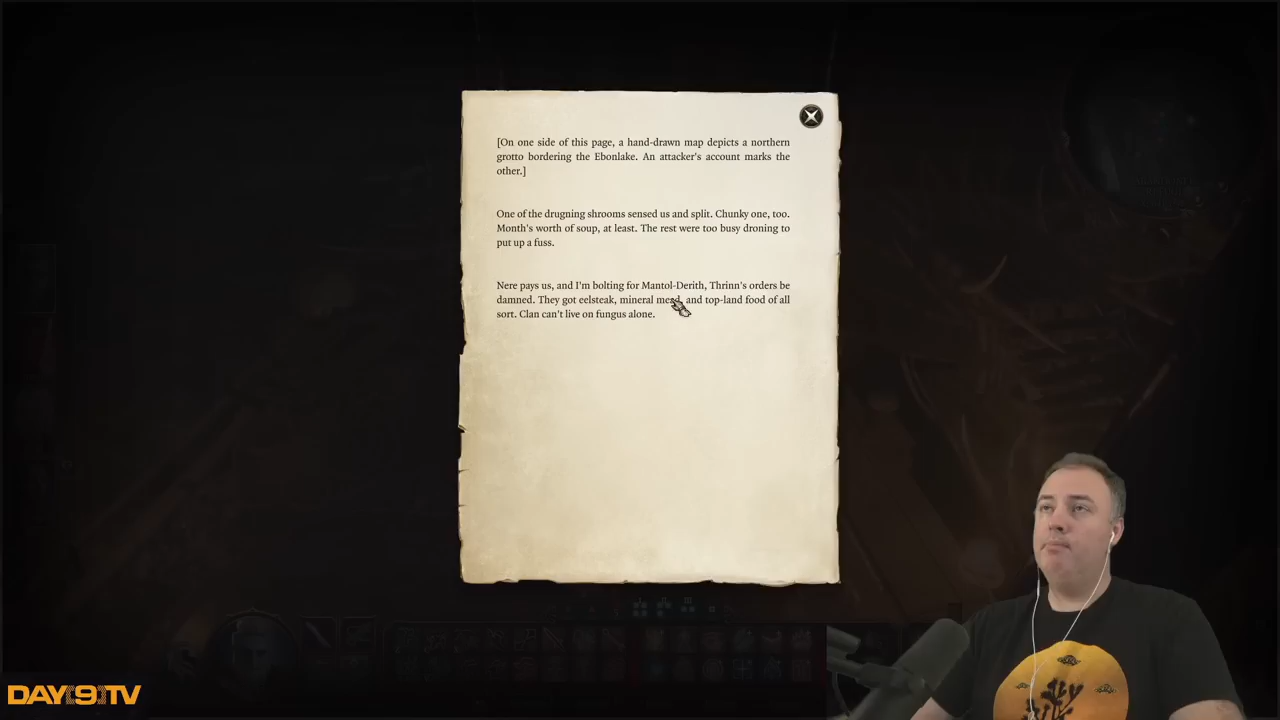 [On one side of this page, a hand-drawn map depicts a northern
grotto bordering the Ebonlake. An attacker's account marks the
other.]
One of the drugning shrooms sensed us and split. Chunky one, too.
Month's worth of soup, at least. The rest were too busy droning to
put up a fuss.
Nere pays us, and I'm bolting for Mantol-Derith, Thrinn's orders be
damned. They got eelsteak, mineral mead, and top-land food of all
sort. Clan can't live on fungus alone.
DAY[9]TV